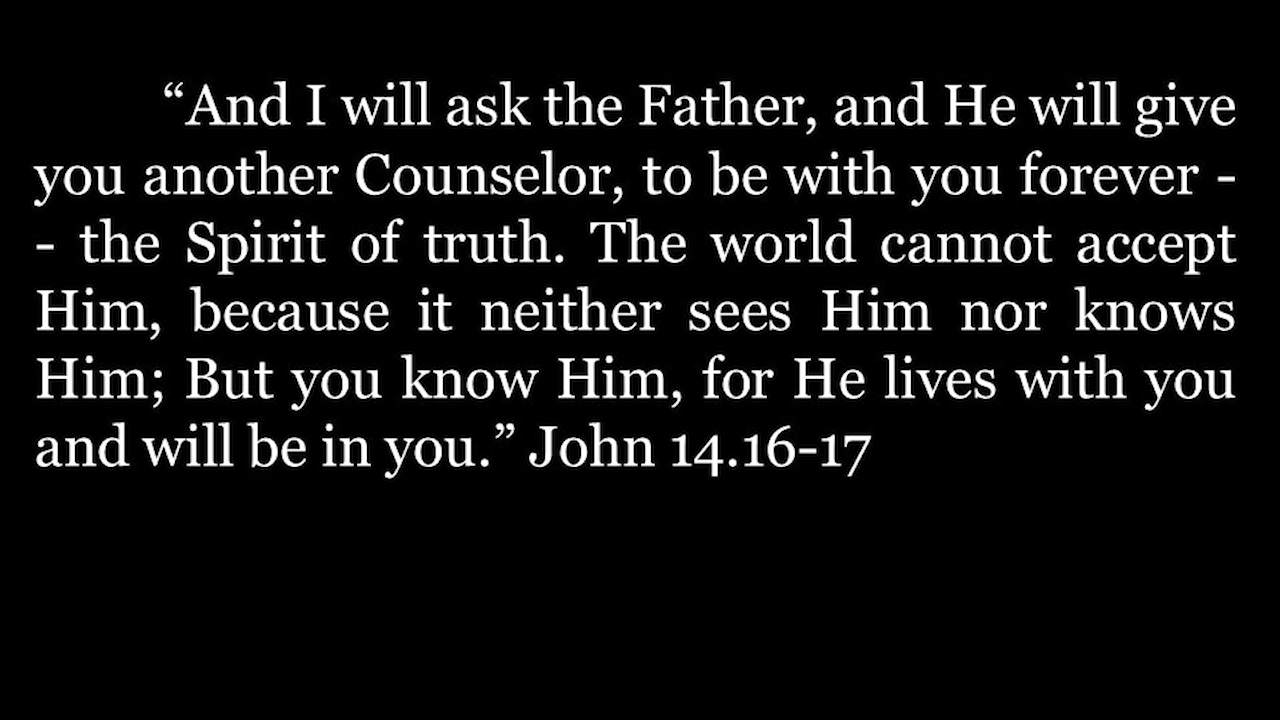 “And I will ask the Father, and He will give
you another Counselor, to be with you forever -
- the Spirit of truth. The world cannot accept
Him, because it neither sees Him nor knows
Him; But you know Him, for He lives with you
and will be in you.” John 14.16-17